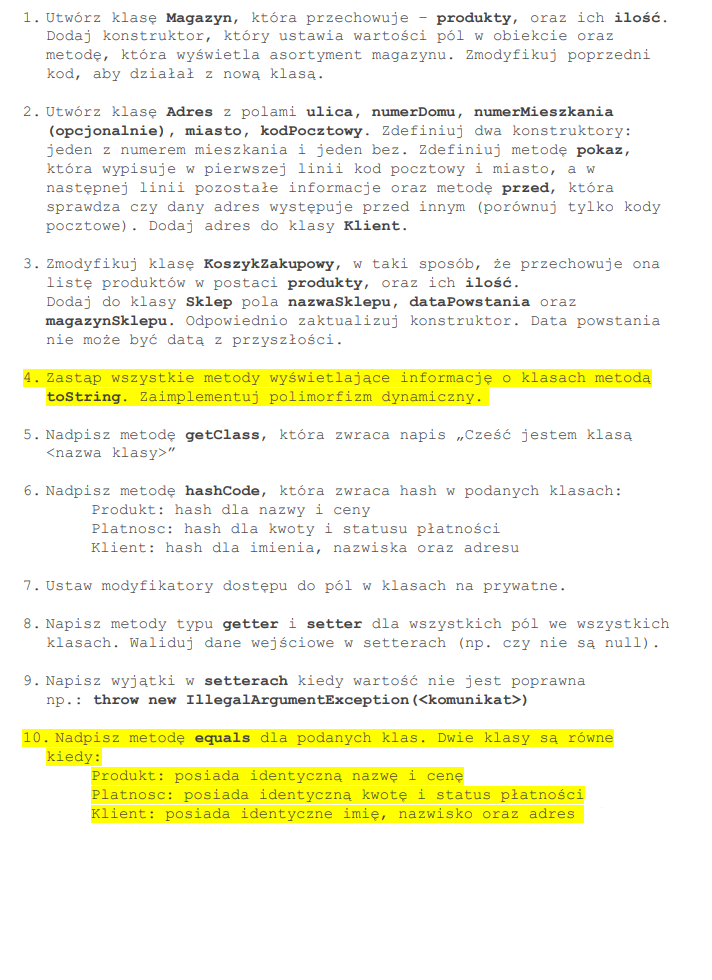 1. Utwórz klasę Magazyn, która przechowuje – produkty, oraz ich ilość.
Dodaj konstruktor, który ustawia wartości pól w obiekcie oraz
metodę, która wyświetla asortyment magazynu. Zmodyfikuj poprzedni
kod, aby działał z nową klasą.
2. Utwórz klasę Adres z polami ulica, numerDomu, numerMieszkania
(opcjonalnie), miasto, kodPocztowy. Zdefiniuj dwa konstruktory:
jeden z numerem mieszkania i jeden bez. Zdefiniuj metodę pokaz,
która wypisuje w pierwszej linii kod pocztowy i miasto, a w
następnej linii pozostałe informacje oraz metodę przed, która
sprawdza czy dany adres występuje przed innym (porównuj tylko kody
pocztowe). Dodaj adres do klasy Klient.
3. Zmodyfikuj klasę KoszykZakupowy, w taki sposób, że przechowuje ona
listę produktów w postaci produkty, oraz ich ilość.
Dodaj do klasy Sklep pola nazwaSklepu, dataPowstania oraz
magazynSklepu. Odpowiednio zaktualizuj konstruktor. Data powstania
nie może być datą z przyszłości.
4. Zastąp wszystkie metody wyświetlające informację o klasach metodą
toString. Zaimplementuj polimorfizm dynamiczny.
5. Nadpisz metodę getClass, która zwraca napis „Cześć jestem klasą
<nazwa klasy>”
6. Nadpisz metodę hashCode, która zwraca hash w podanych klasach:
Produkt: hash dla nazwy i ceny
Platnosc: hash dla kwoty i statusu płatności
Klient: hash dla imienia, nazwiska oraz adresu
7. Ustaw modyfikatory dostępu do pól w klasach na prywatne.
8. Napisz metody typu getter i setter dla wszystkich pól we wszystkich
klasach. Waliduj dane wejściowe w setterach (np. czy nie są null).
9. Napisz wyjątki w setterach kiedy wartość nie jest poprawna
np.: throw new IllegalArgumentException(<komunikat>)
10. Nadpisz metodę equals dla podanych klas. Dwie klasy są równe
kiedy:
Produkt: posiada identyczną nazwę i cenę
Platnosc: posiada identyczną kwotę i status płatności
Klient: posiada identyczne imię, nazwisko oraz adres